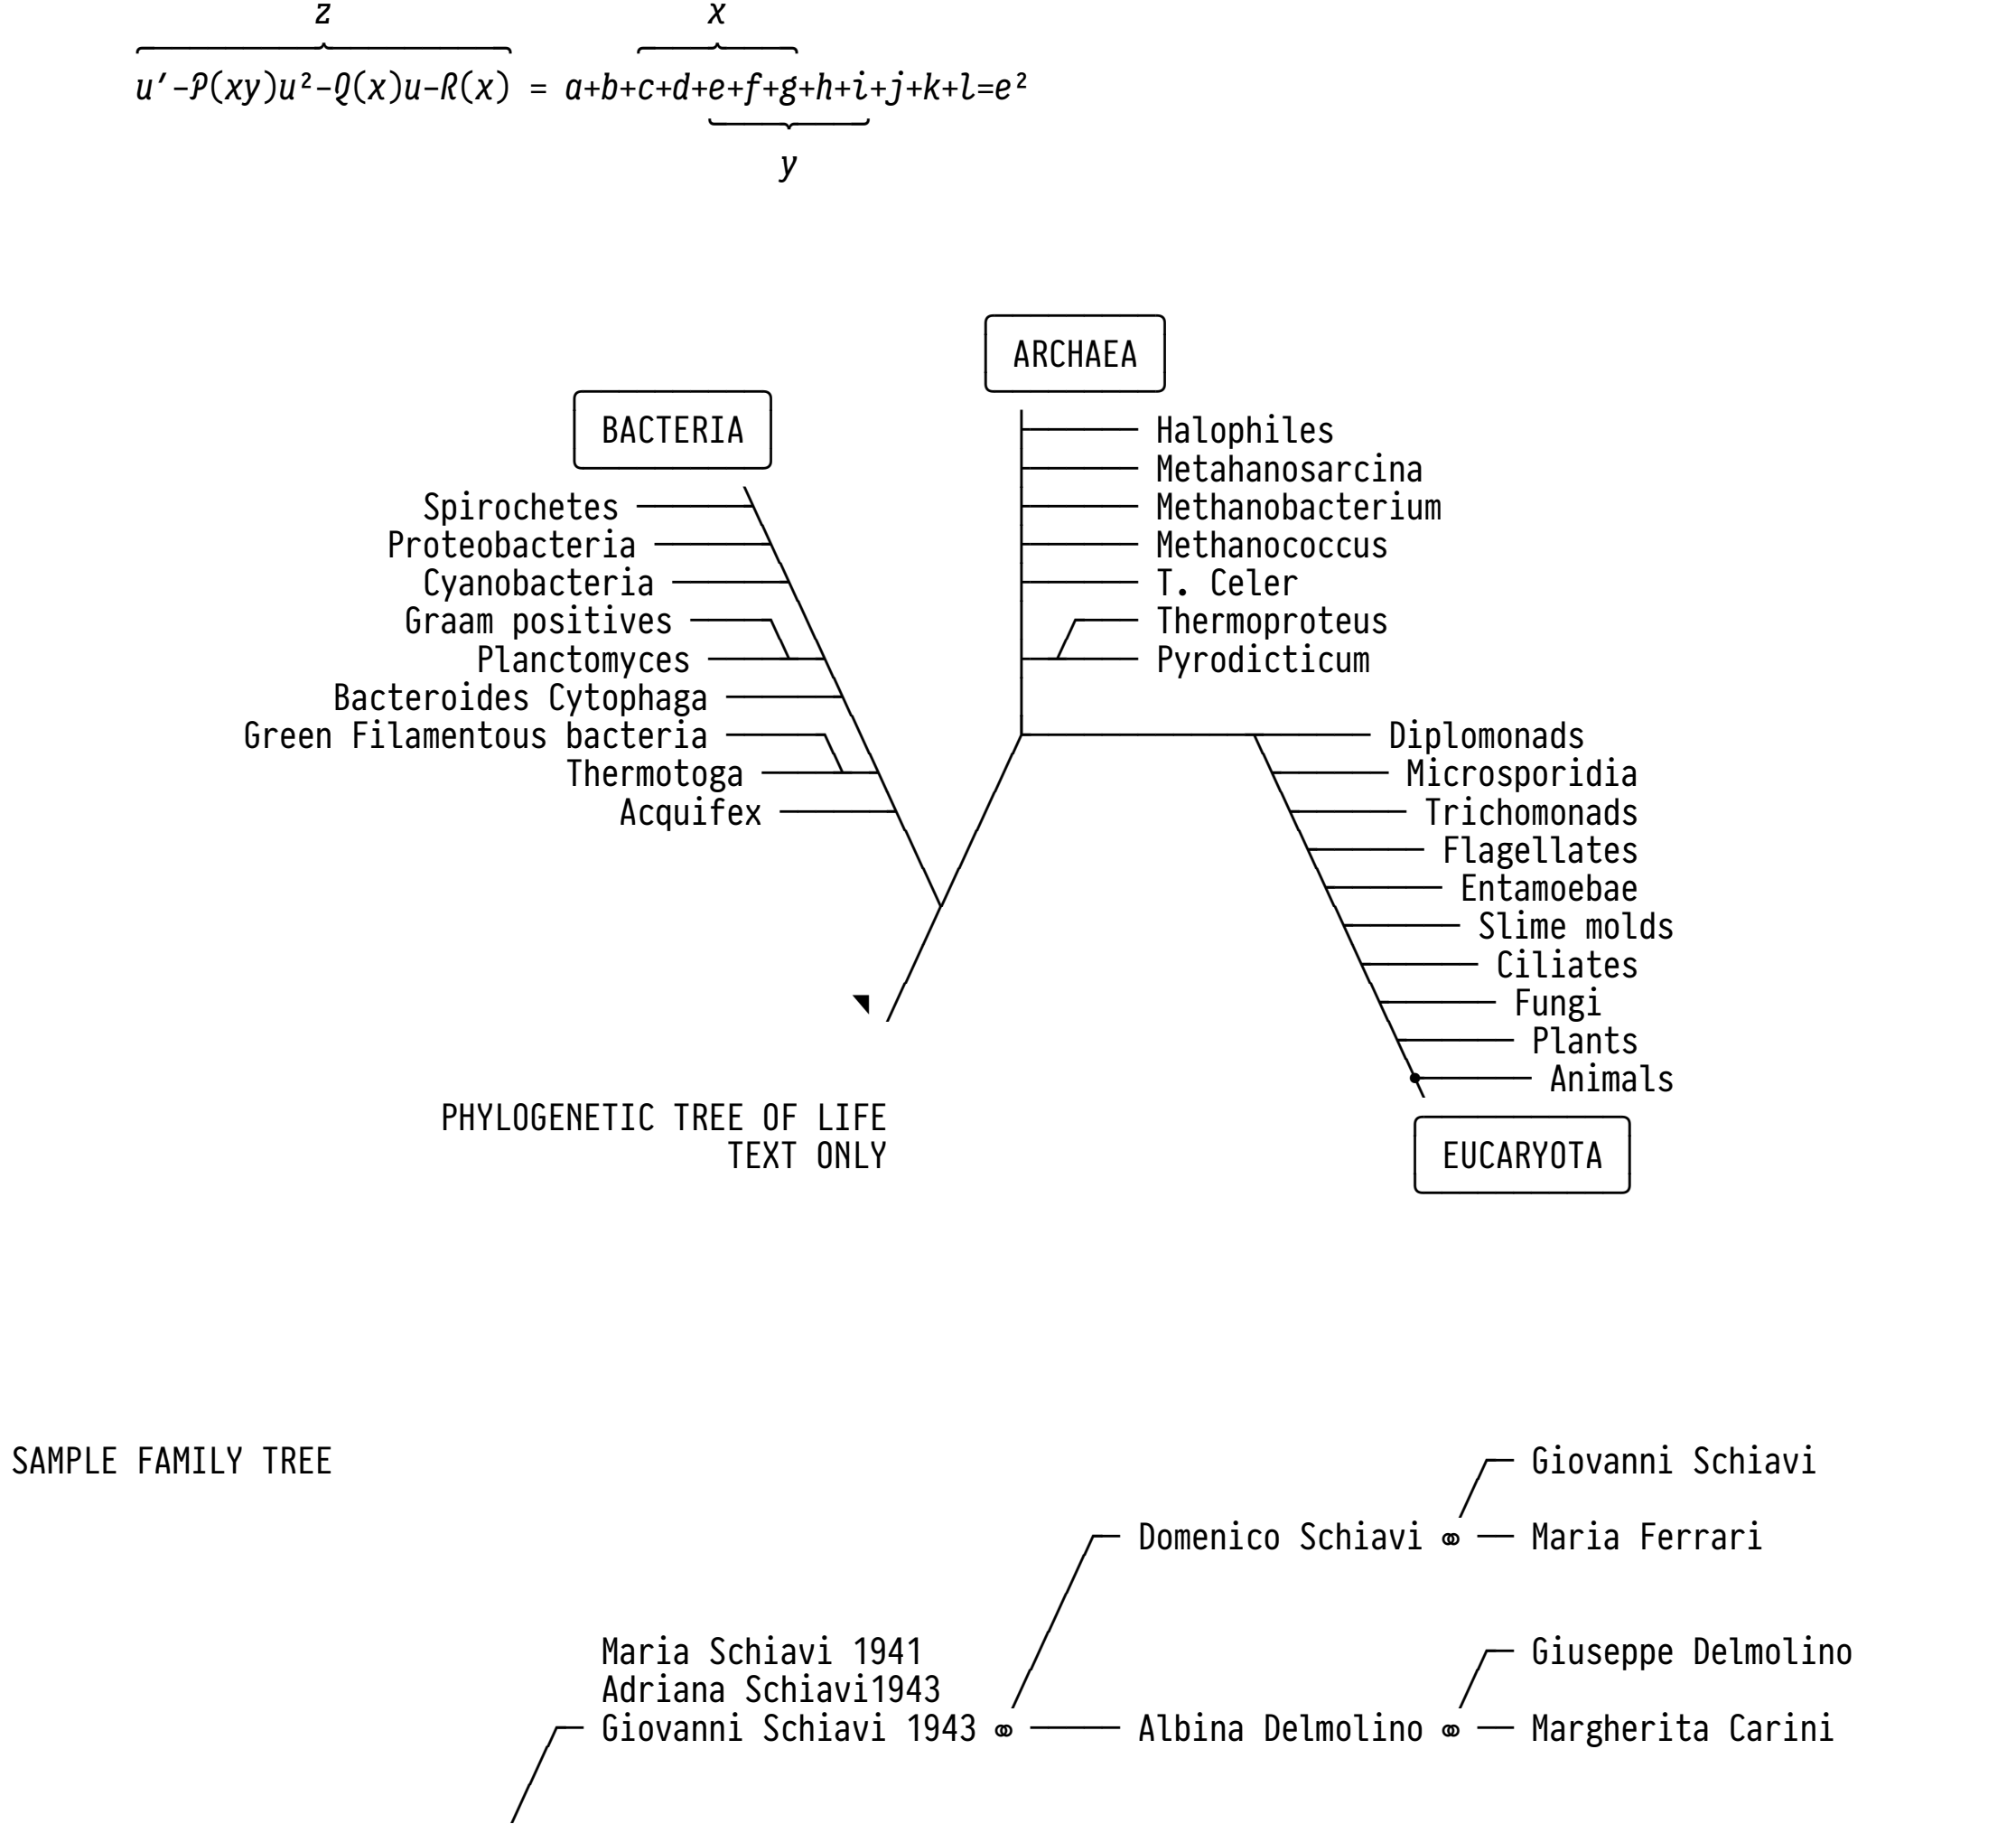 z x
u′−P(xy)u²−Q(x)u−R(x) = a+b+c+d+e+f+g+h+i+j+k+l=e²
y
ARCHAEA
BACTERIA
Halophiles
Metahanosarcina
Spirochetes Methanobacterium
Proteobacteria Methanococcus
Cyanobacteria T. Celer
Graam positives Thermoproteus
Planctomyces Pyrodicticum
Bacteroides Cytophaga
Green Filamentous bacteria Diplomonads
Thermotoga Microsporidia
Acquifex Trichomonads
Flagellates
Entamoebae
Slime molds
Ciliates
Fungi
Plants
Animals
PHYLOGENETIC TREE OF LIFE
TEXT ONLY EUCARYOTA
SAMPLE FAMILY TREE Giovanni Schiavi
Domenico Schiavi ⚭ Maria Ferrari
Maria Schiavi 1941 Giuseppe Delmolino
Adriana Schiavi1943
Giovanni Schiavi 1943 ⚭ Albina Delmolino ⚭ Margherita Carini